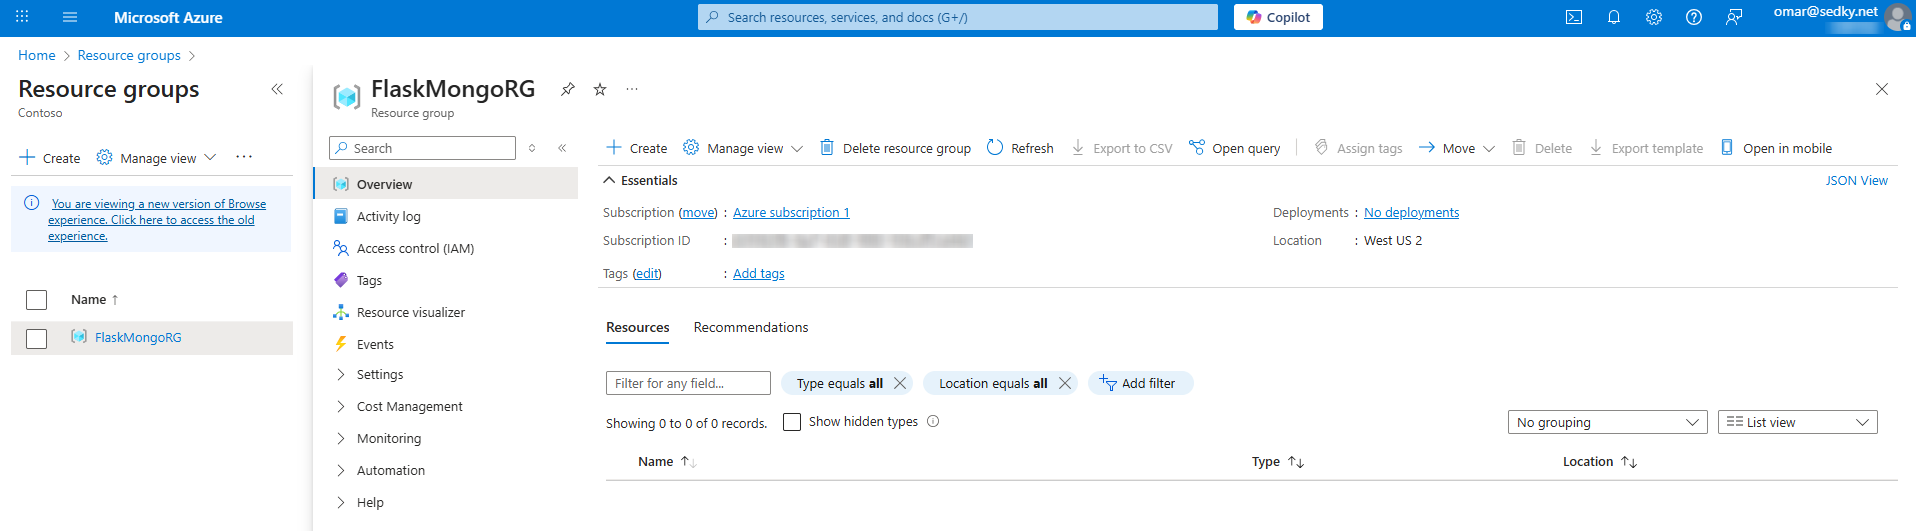 Microsoft Azure
Search resources, services, and docs (G+/)
Copilot
omar@sedky.net
Home > Resource groups >
Resource groups
Contoso
+ Create Manage view ...
You are viewing a new version of Browse
experience. Click here to access the old
experience.
Name ↑
FlaskMongoRG
FlaskMongoRG ...
Resource group
Search
Overview
Activity log
Access control (IAM)
Tags
Resource visualizer
Events
Settings
Cost Management
Monitoring
Automation
Help
+ Create Manage view Delete resource group Refresh Export to CSV Open query Assign tags Move Delete Export template Open in mobile
Essentials
JSON View
Subscription (move) : Azure subscription 1
Deployments : No deployments
Subscription ID :
Location : West US 2
Tags (edit) : Add tags
Resources Recommendations
Filter for any field...
Type equals all
Location equals all
Add filter
Showing 0 to 0 of 0 records.
Show hidden types
No grouping
List view
Name ↑↓ Type ↑↓ Location ↑↓